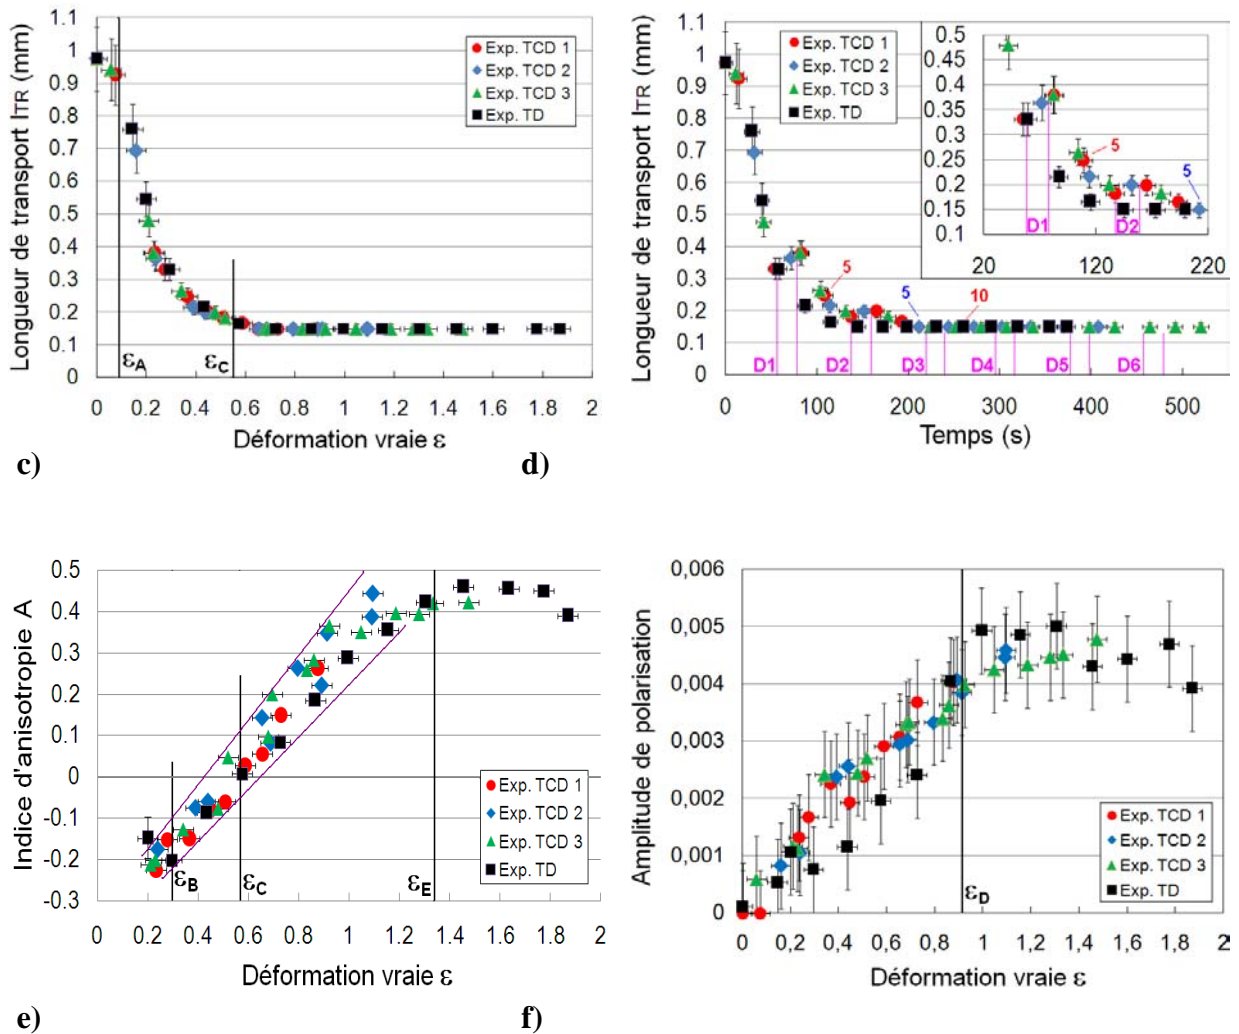 1.1
1
0.9
0.8
0.7
0.6
0.5
0.4
0.3
0.2
0.1
0
Longueur de transport lTR (mm)
Exp. TCD 1
Exp. TCD 2
Exp. TCD 3
Exp. TD
εA
εC
0 0.2 0.4 0.6 0.8 1 1.2 1.4 1.6 1.8 2
Déformation vraie ε
c)
1.1
1
0.9
0.8
0.7
0.6
0.5
0.4
0.3
0.2
0.1
0
Longueur de transport lTR (mm)
Exp. TCD 1
Exp. TCD 2
Exp. TCD 3
Exp. TD
0.5
0.45
0.4
0.35
0.3
0.25
0.2
0.15
0.1
5
5
D1
D2
20 120 220
5
5
10
D1 D2 D3 D4 D5 D6
0 100 200 300 400 500
Temps (s)
d)
0.5
0.4
0.3
0.2
0.1
0
-0.1
-0.2
-0.3
Indice d'anisotropie A
Exp. TCD 1
Exp. TCD 2
Exp. TCD 3
Exp. TD
εB
εC
εE
0 0.2 0.4 0.6 0.8 1 1.2 1.4 1.6 1.8 2
Déformation vraie ε
e)
0,006
0,005
0,004
0,003
0,002
0,001
0
Amplitude de polarisation
Exp. TCD 1
Exp. TCD 2
Exp. TCD 3
Exp. TD
εD
0 0,2 0,4 0,6 0,8 1 1,2 1,4 1,6 1,8 2
Déformation vraie ε
f)